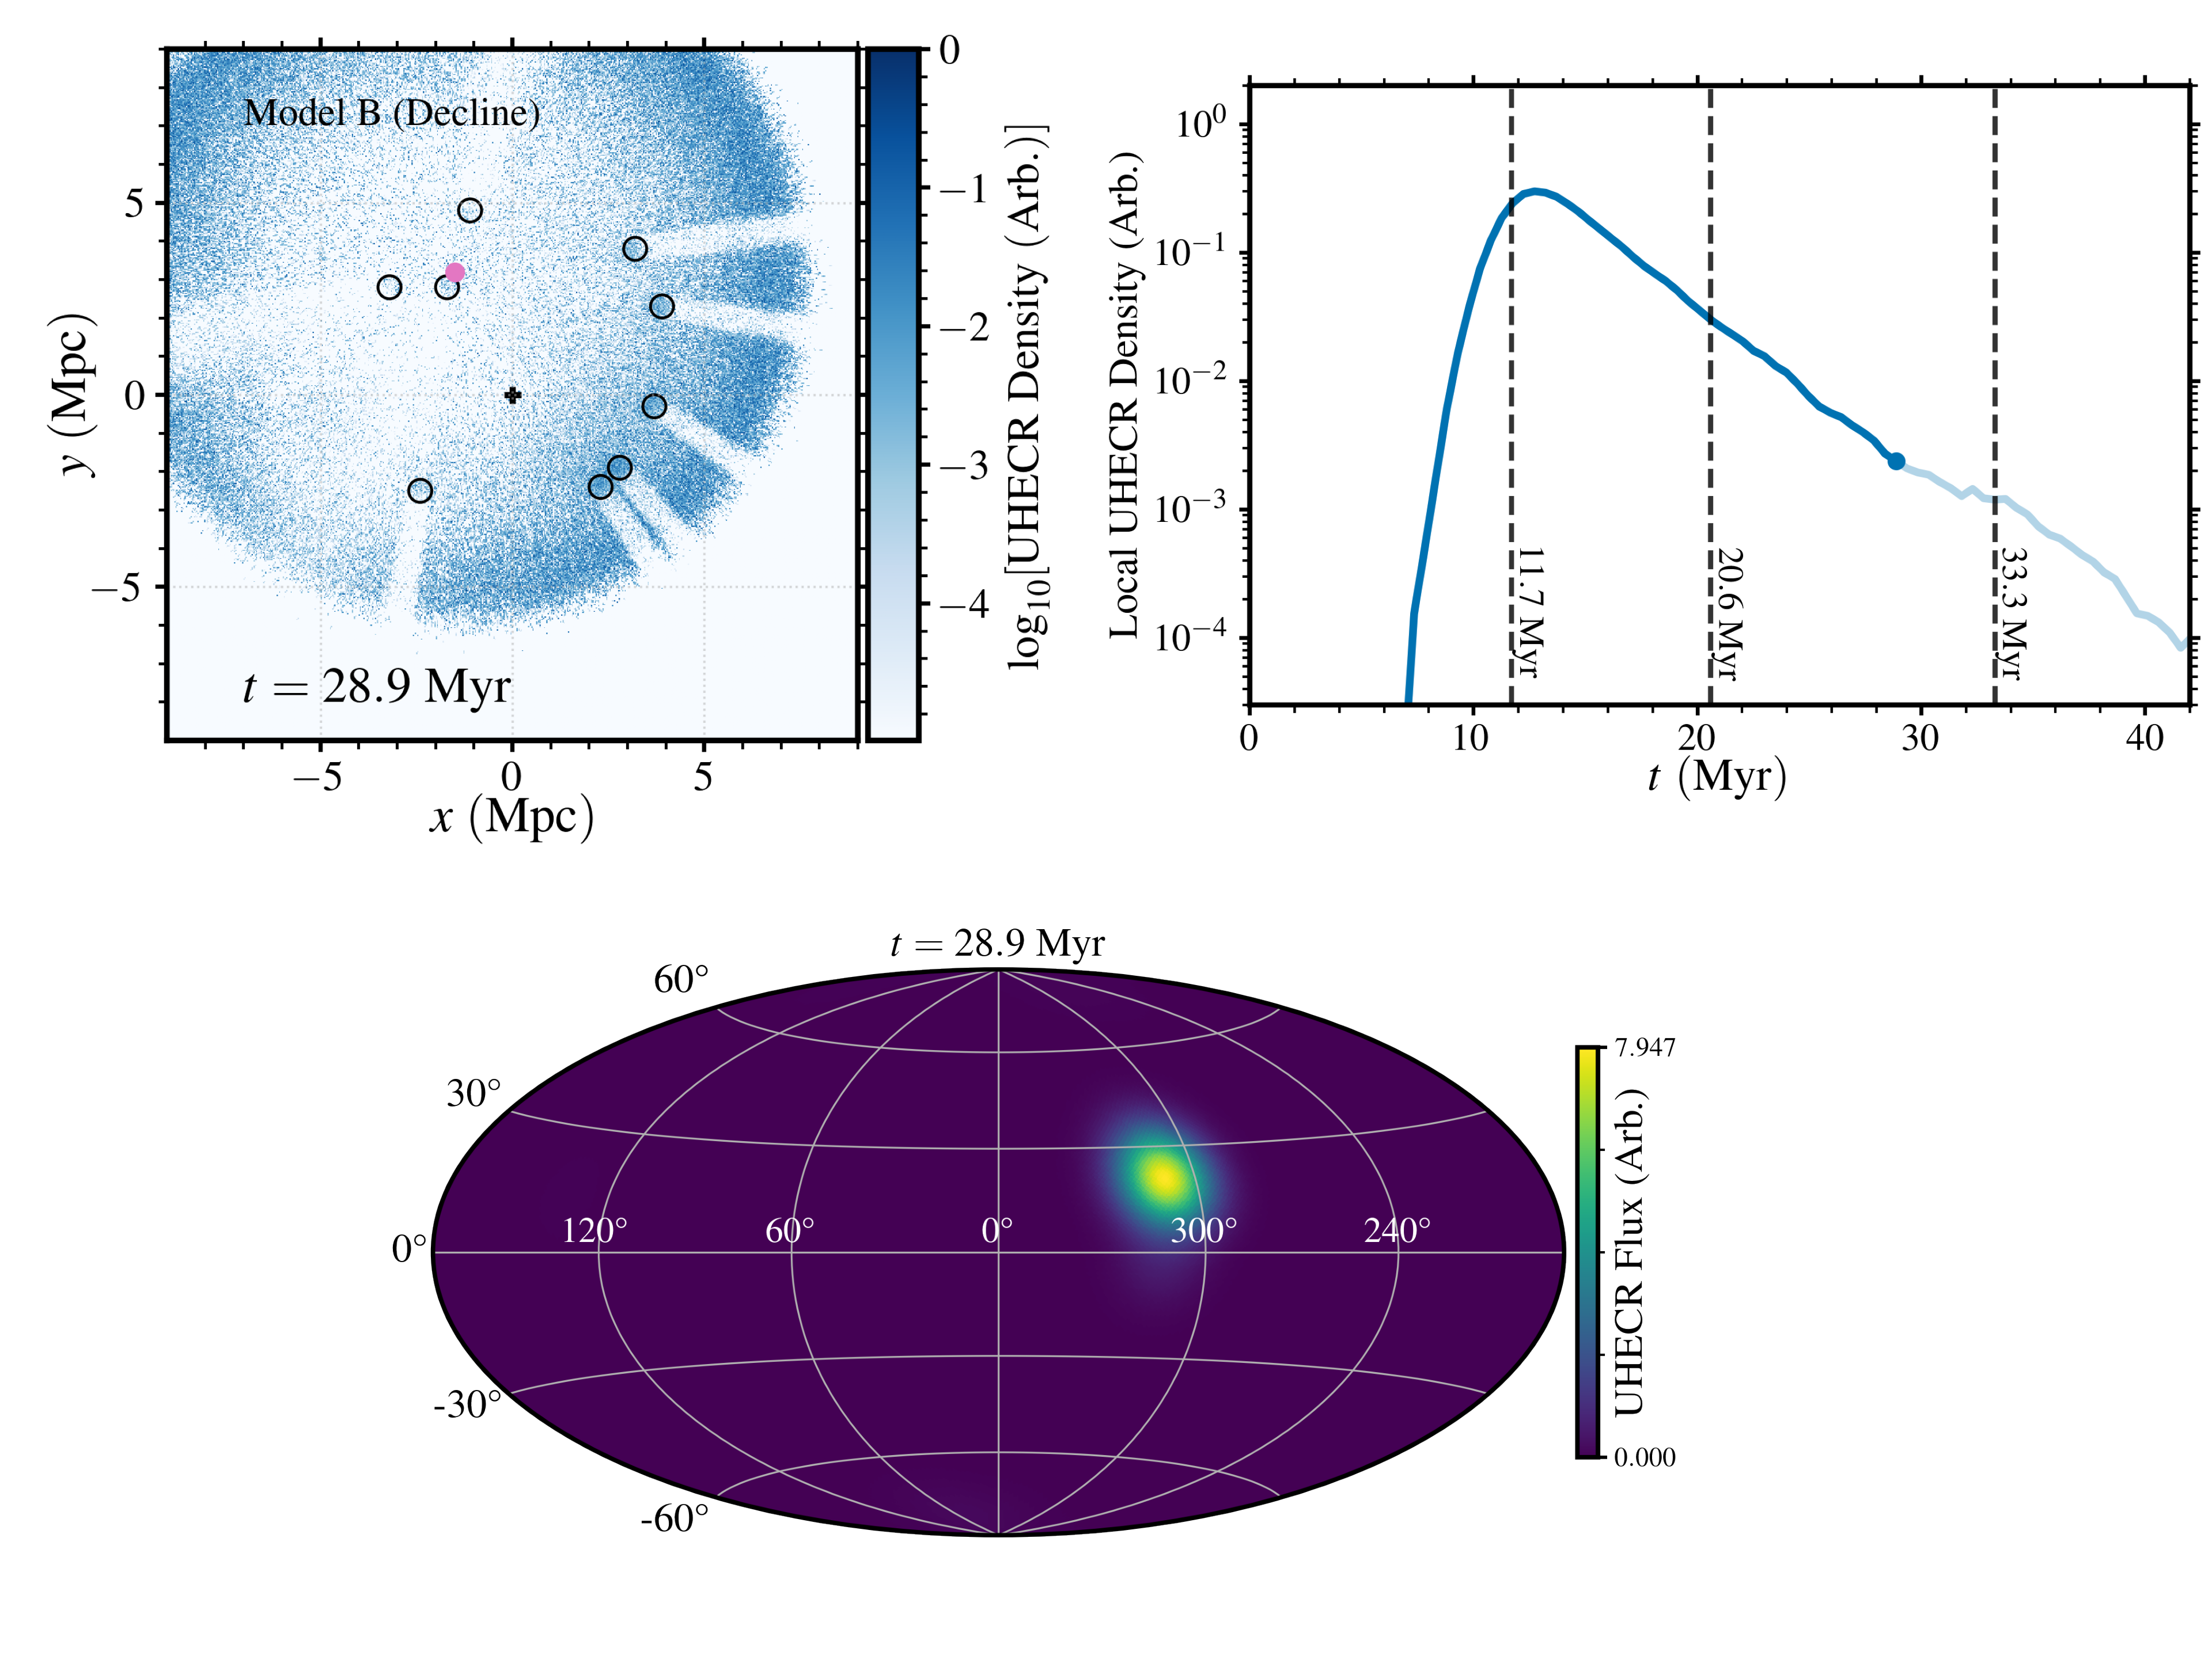 Model B (Decline)
t = 28.9 Myr
5
0
−5
y (Mpc)
−5
0
5
x (Mpc)
0
−1
−2
−3
−4
log₁₀[UHECR Density (Arb.)]
10⁰
10⁻¹
10⁻²
10⁻³
10⁻⁴
Local UHECR Density (Arb.)
11.7 Myr
20.6 Myr
33.3 Myr
0
10
20
30
40
t (Myr)
t = 28.9 Myr
60°
30°
0°
-30°
-60°
120°
60°
0°
300°
240°
7.947
0.000
UHECR Flux (Arb.)